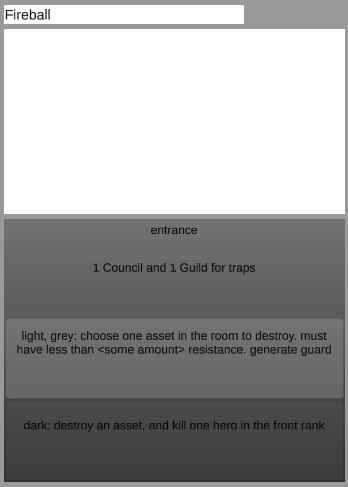 Fireball
entrance
1 Council and 1 Guild for traps
light, grey: choose one asset in the room to destroy. must
have less than <some amount> resistance. generate guard
dark: destroy an asset, and kill one hero in the front rank